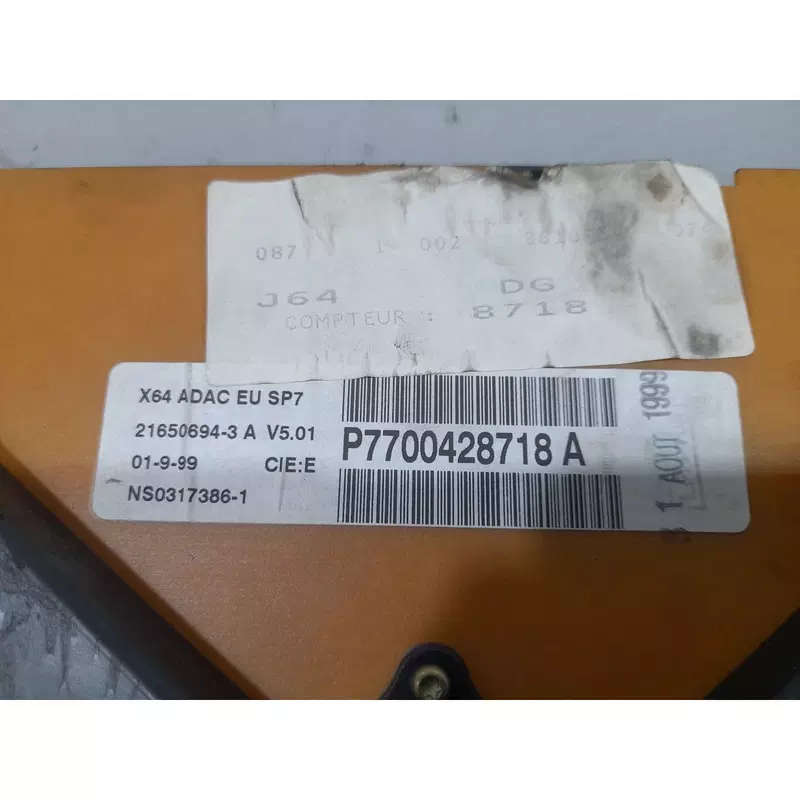 087 1 002
J64 DG
COMPTEUR : 8718
X64 ADAC EU SP7
21650694-3 A V5.01
01-9-99 CIE:E
NS0317386-1
P7700428718 A
31 AOUT 1999